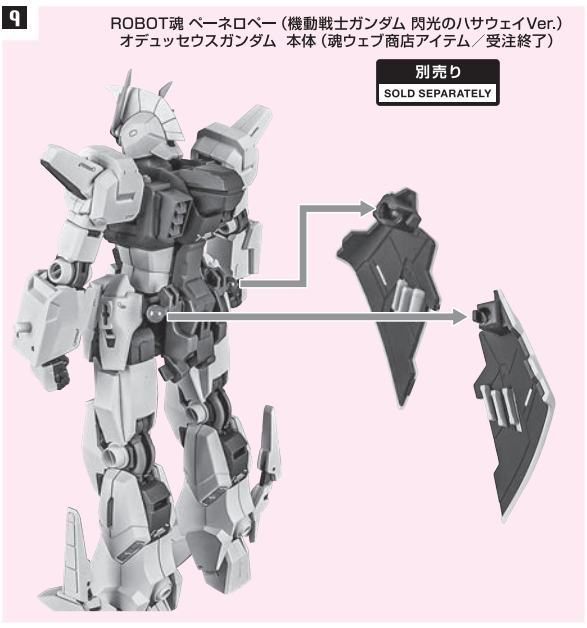 9
ROBOT魂 ペーネロペー（機動戦士ガンダム 閃光のハサウェイVer.）
オデュッセウスガンダム 本体（魂ウェブ商店アイテム／受注終了）
別売り
SOLD SEPARATELY